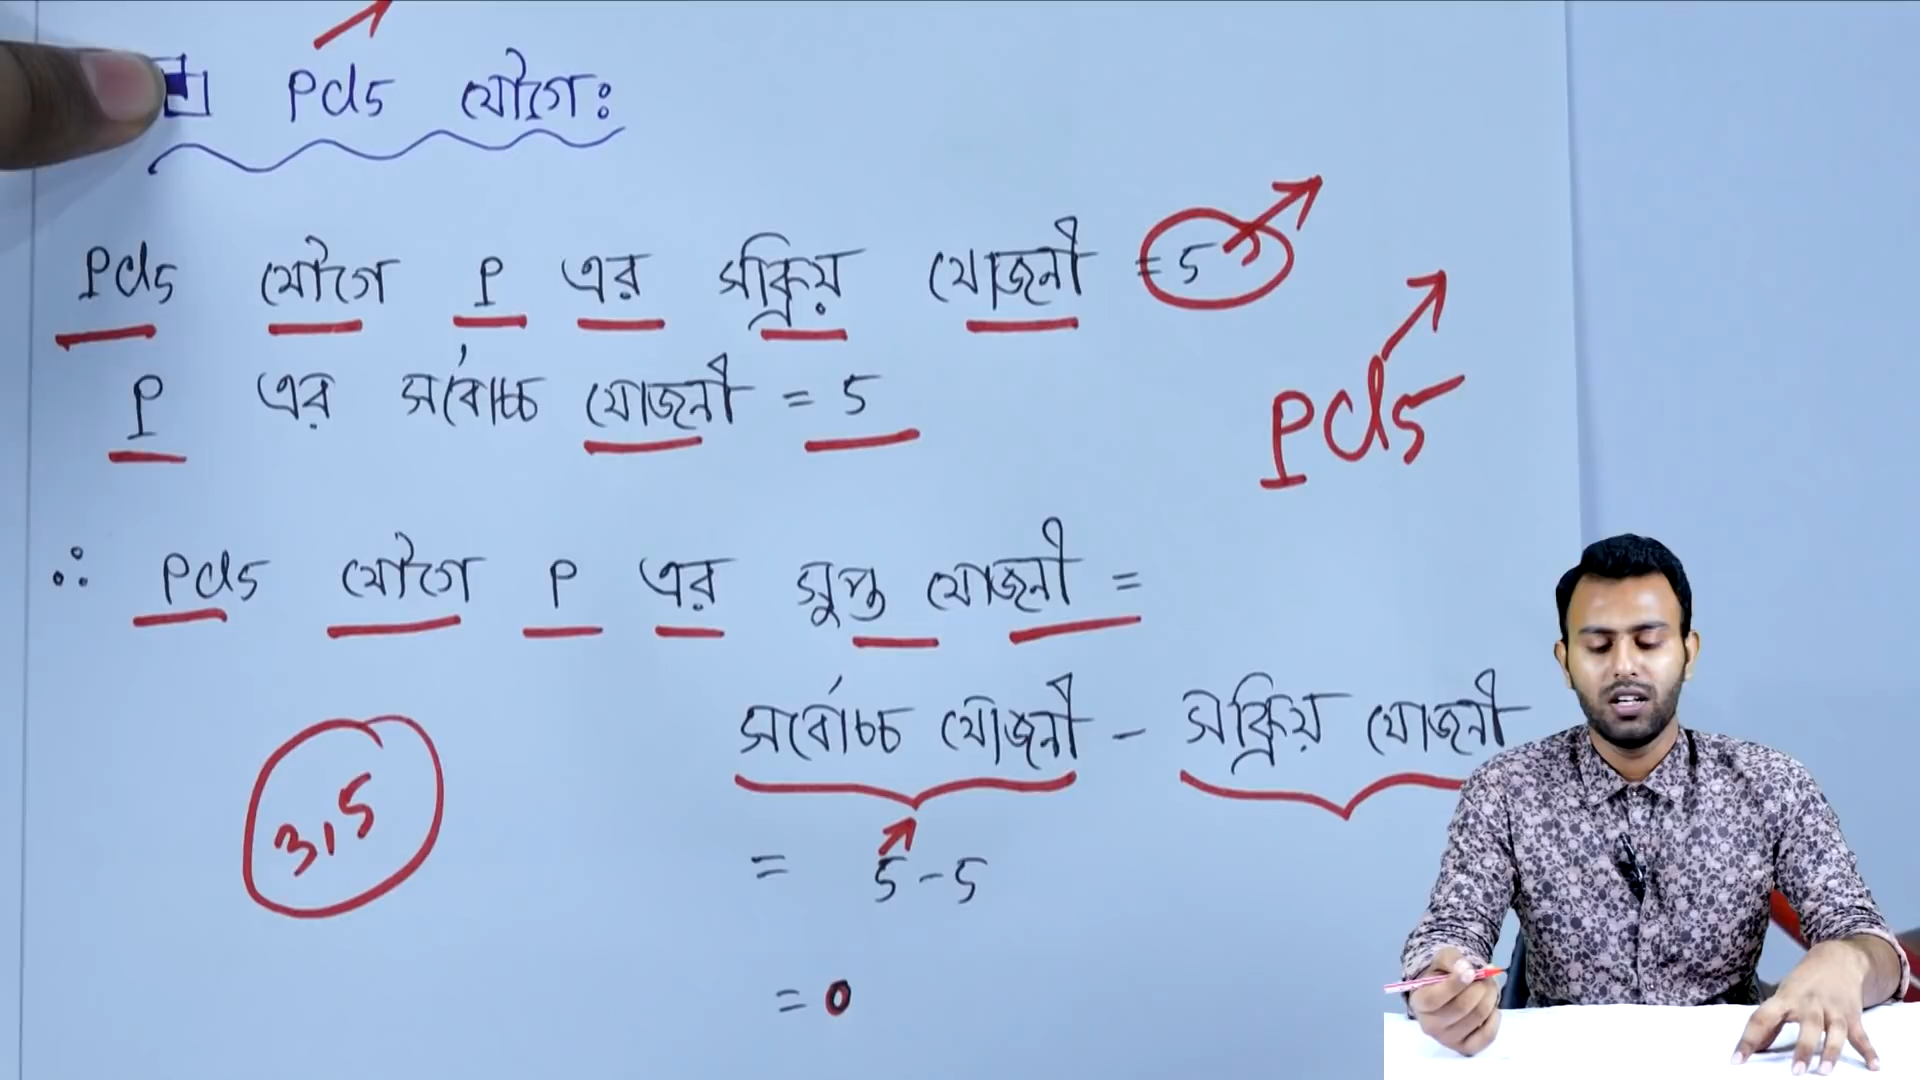 Pcl5 যৌগে:
Pcl5 যৌগে P এর সক্রিয় যোজনী = 5
P এর সর্বোচ্চ যোজনী = 5
Pcl5
∴ Pcl5 যৌগে P এর সুপ্ত যোজনী =
সর্বোচ্চ যোজনী - সক্রিয় যোজনী
3,5
= 5-5
= 0